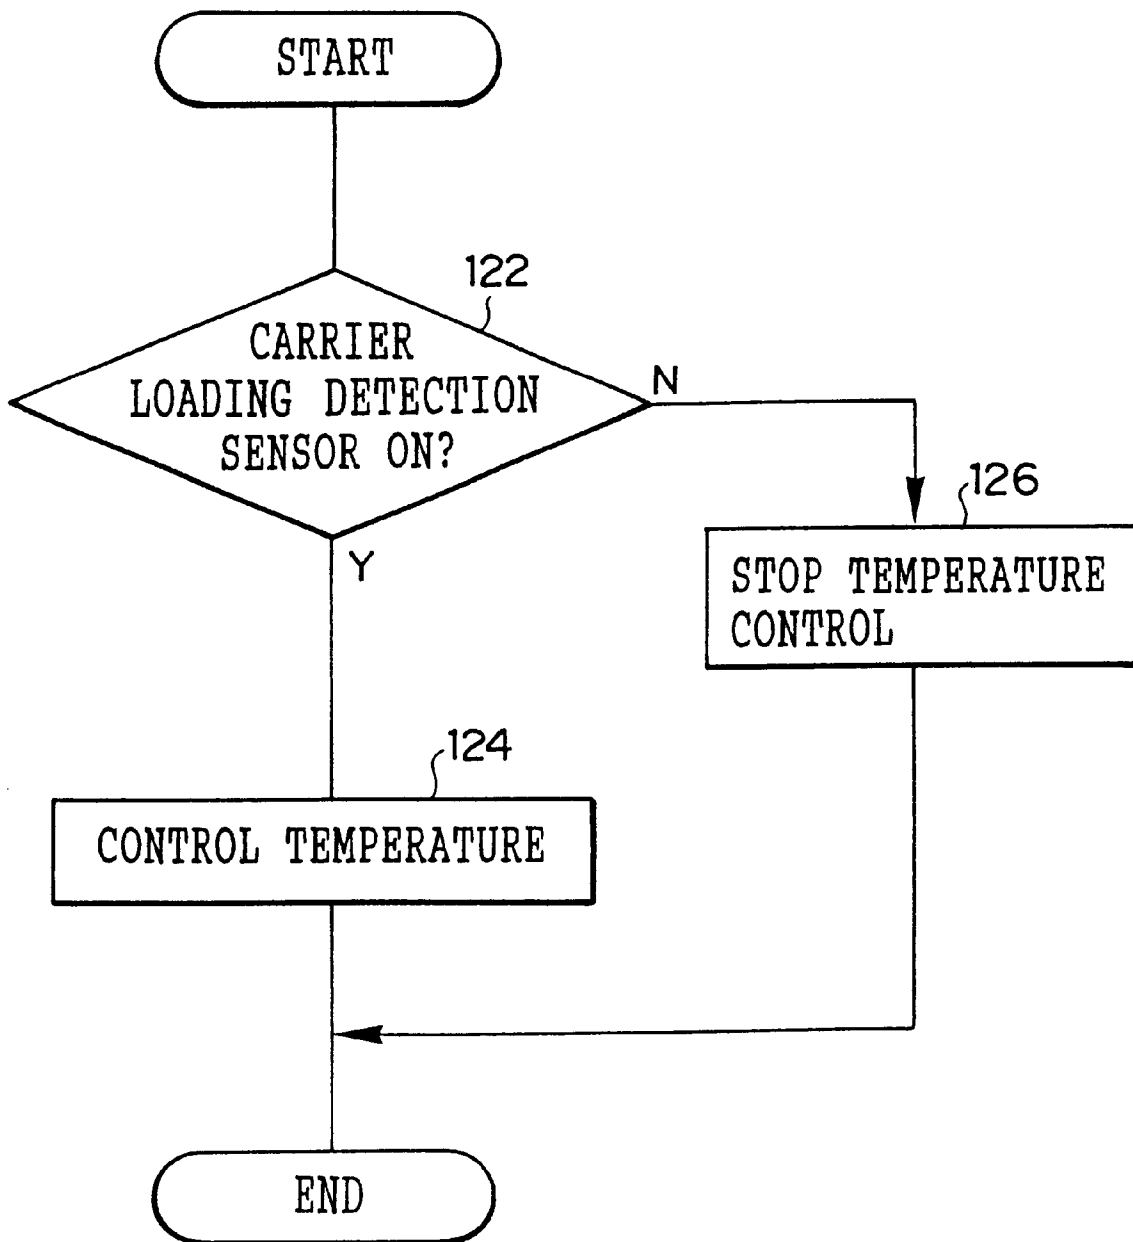 START
122
CARRIER
LOADING DETECTION
SENSOR ON?
N
Y
126
STOP TEMPERATURE
CONTROL
124
CONTROL TEMPERATURE
END